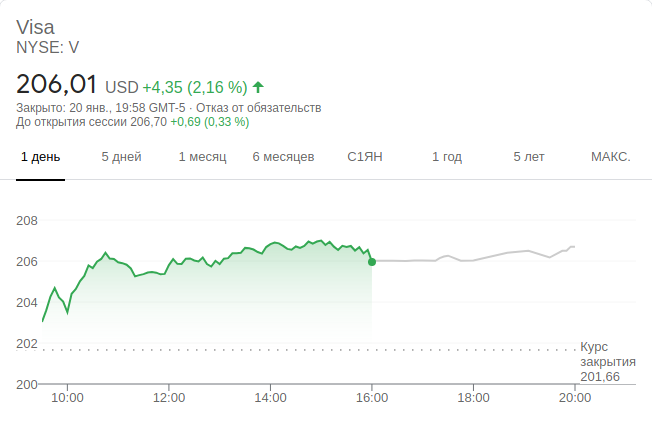 Visa
NYSE: V
206,01 USD +4,35 (2,16 %)
Закрыто: 20 янв., 19:58 GMT-5 · Отказ от обязательств
До открытия сессии 206,70 +0,69 (0,33 %)
1 день 5 дней 1 месяц 6 месяцев С1ЯН 1 год 5 лет МАКС.
208
206
204
202
200
Курс
закрытия
201,66
10:00 12:00 14:00 16:00 18:00 20:00